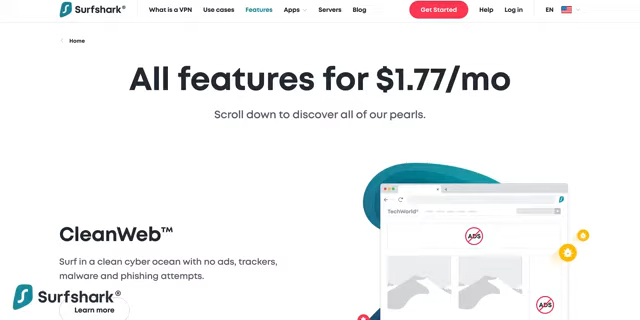 Surfshark®
What is a VPN
Use cases
Features
Apps
Servers
Blog
Get Started
Help
Log in
EN
Home
All features for $1.77/mo
Scroll down to discover all of our pearls.
CleanWeb™
Surf in a clean cyber ocean with no ads, trackers,
malware and phishing attempts.
Learn more
Surfshark®
TechWorld®
ADS
ADS